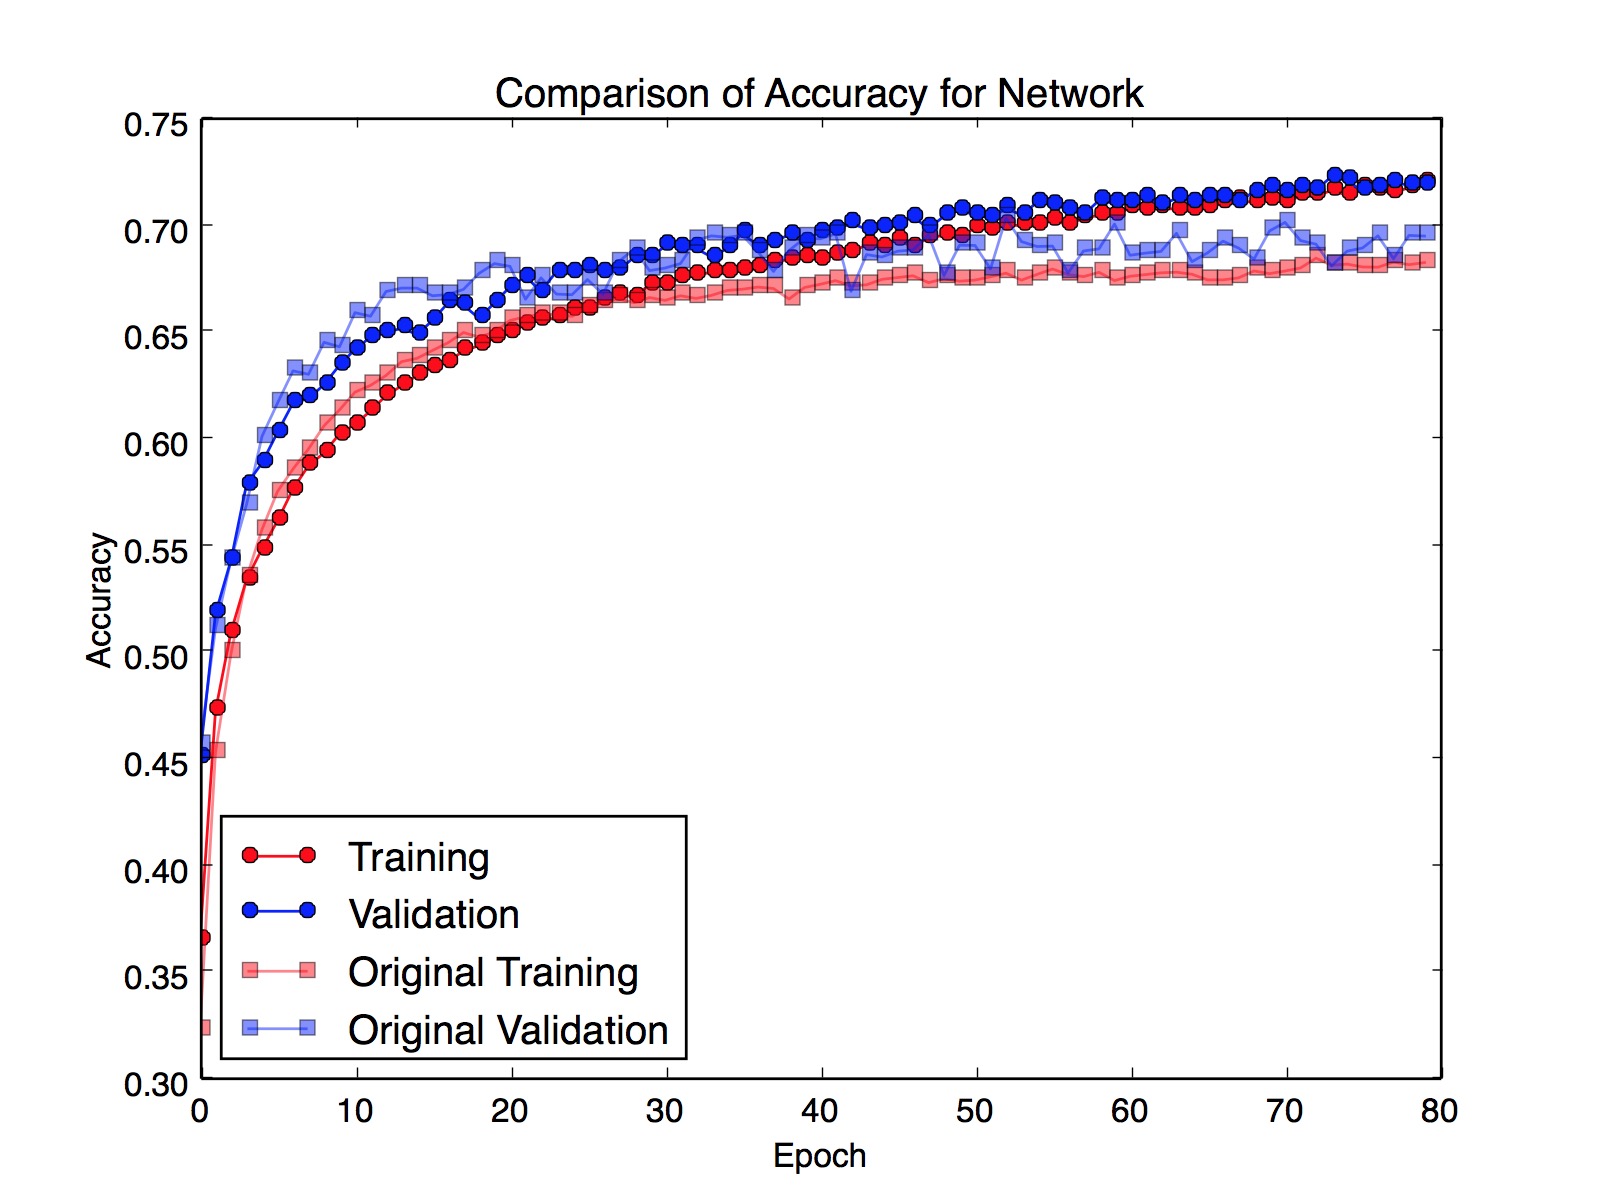 Comparison of Accuracy for Network
0.75
0.70
0.65
0.60
0.55
0.50
0.45
0.40
0.35
0.30
Accuracy
Training
Validation
Original Training
Original Validation
0 10 20 30 40 50 60 70 80
Epoch